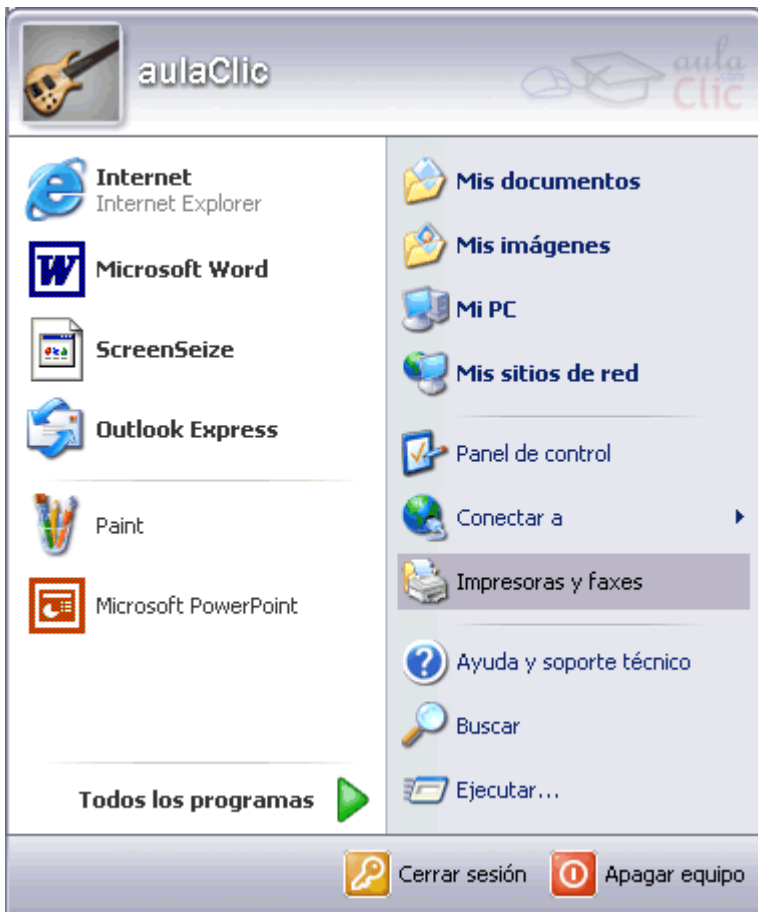 aulaClic
aula
.com
Clic
Internet
Internet Explorer
Microsoft Word
ScreenSeize
Outlook Express
Paint
Microsoft PowerPoint
Todos los programas
Mis documentos
Mis imágenes
Mi PC
Mis sitios de red
Panel de control
Conectar a
Impresoras y faxes
Ayuda y soporte técnico
Buscar
Ejecutar...
Cerrar sesión
Apagar equipo